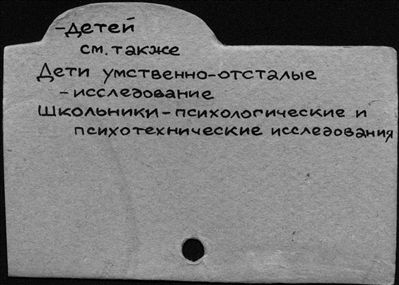 -детей
см. также
Дети умственно-отсталые
-исследование
Школьники-психологические и
психотехнические исследования